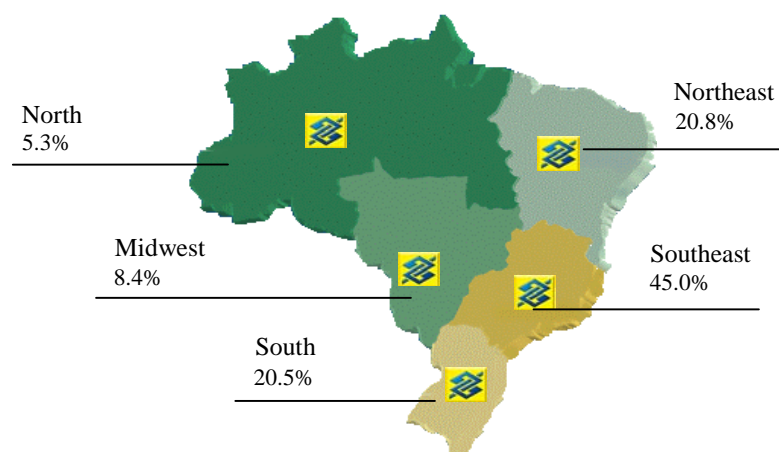 North
5.3%
Northeast
20.8%
Midwest
8.4%
Southeast
45.0%
South
20.5%